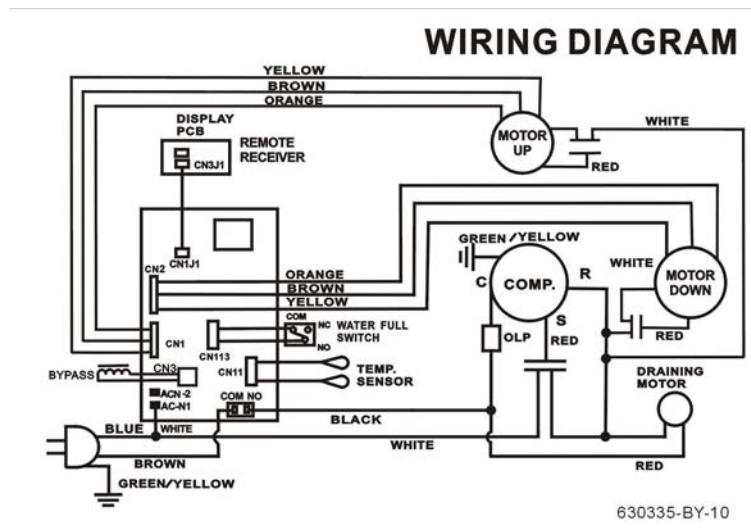 WIRING DIAGRAM
YELLOW
BROWN
ORANGE
DISPLAY
PCB
REMOTE
RECEIVER
CN3J1
MOTOR
UP
WHITE
RED
CN1J1
CN2
ORANGE
BROWN
YELLOW
GREEN/YELLOW
C
COMP.
R
S
WHITE
MOTOR
DOWN
RED
CN1
CN113
COM
NC
NO
WATER FULL
SWITCH
OLP
RED
BYPASS
CN3
CN11
TEMP.
SENSOR
DRAINING
MOTOR
ACN-2
AC-N1
COM NO
BLACK
BLUE
WHITE
WHITE
BROWN
RED
GREEN/YELLOW
630335-BY-10